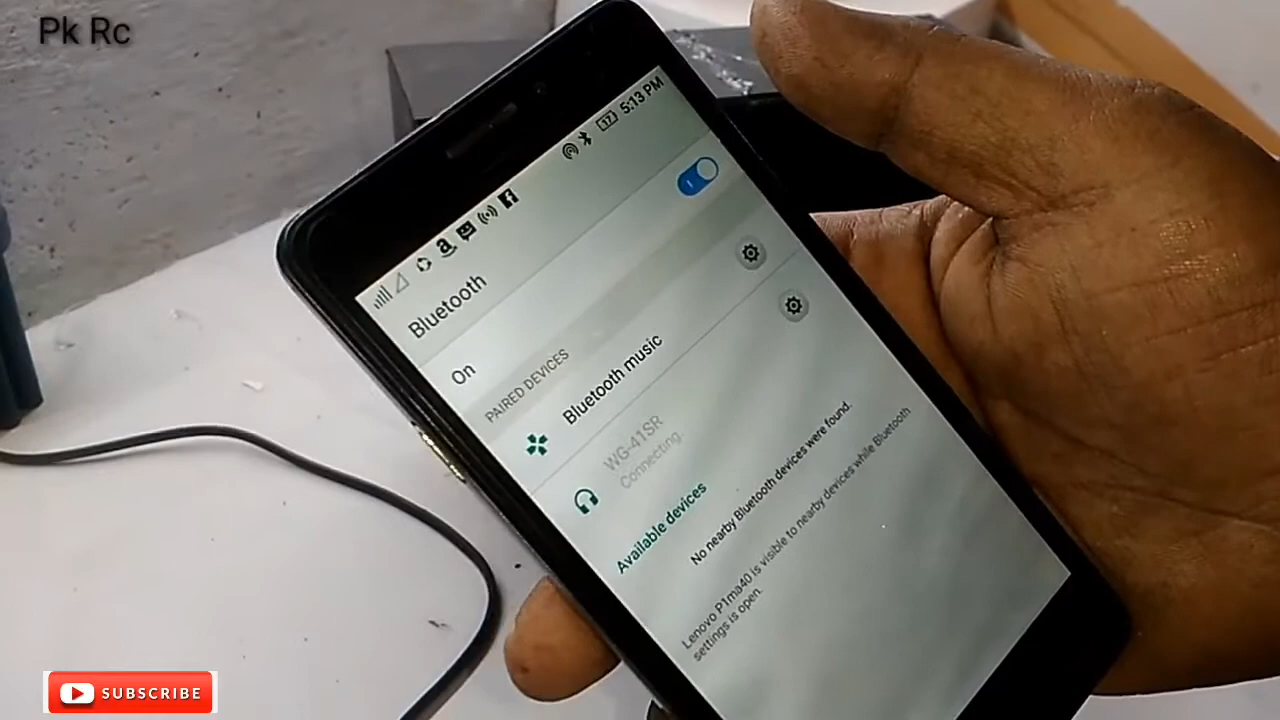 Pk Rc
17 5:13 PM
Bluetooth
On
PAIRED DEVICES
Bluetooth music
WG-41SR
Connecting.
Available devices
No nearby Bluetooth devices were found.
Lenovo P1ma40 is visible to nearby devices while Bluetooth
settings is open.
SUBSCRIBE